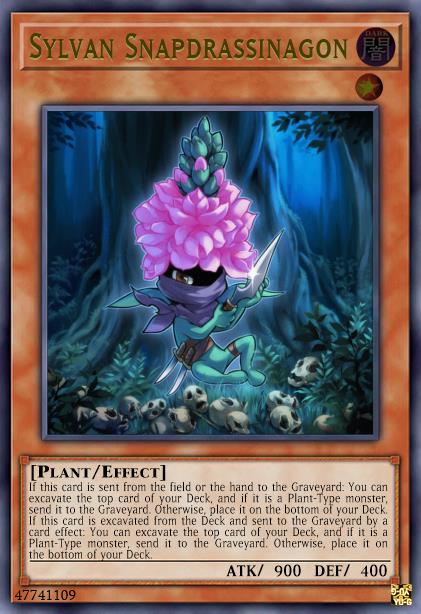 SYLVAN SNAPDRASSINAGON
DARK
闇
[PLANT/EFFECT]
If this card is sent from the field or the hand to the Graveyard: You can
excavate the top card of your Deck, and if it is a Plant-Type monster,
send it to the Graveyard. Otherwise, place it on the bottom of your Deck.
If this card is excavated from the Deck and sent to the Graveyard by a
card effect: You can excavate the top card of your Deck, and if it is a
Plant-Type monster, send it to the Graveyard. Otherwise, place it on
the bottom of your Deck.
ATK/ 900 DEF/ 400
47741109